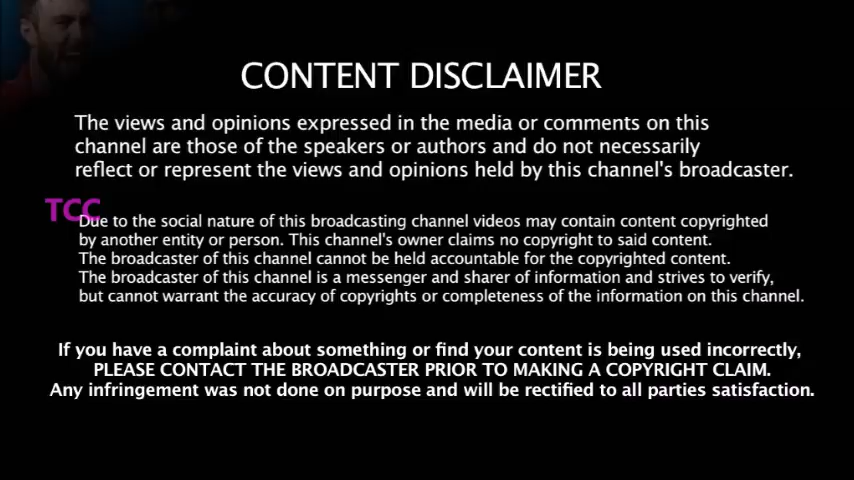 CONTENT DISCLAIMER
The views and opinions expressed in the media or comments on this
channel are those of the speakers or authors and do not necessarily
reflect or represent the views and opinions held by this channel's broadcaster.
TCC
Due to the social nature of this broadcasting channel videos may contain content copyrighted
by another entity or person. This channel's owner claims no copyright to said content.
The broadcaster of this channel cannot be held accountable for the copyrighted content.
The broadcaster of this channel is a messenger and sharer of information and strives to verify,
but cannot warrant the accuracy of copyrights or completeness of the information on this channel.
If you have a complaint about something or find your content is being used incorrectly,
PLEASE CONTACT THE BROADCASTER PRIOR TO MAKING A COPYRIGHT CLAIM.
Any infringement was not done on purpose and will be rectified to all parties satisfaction.